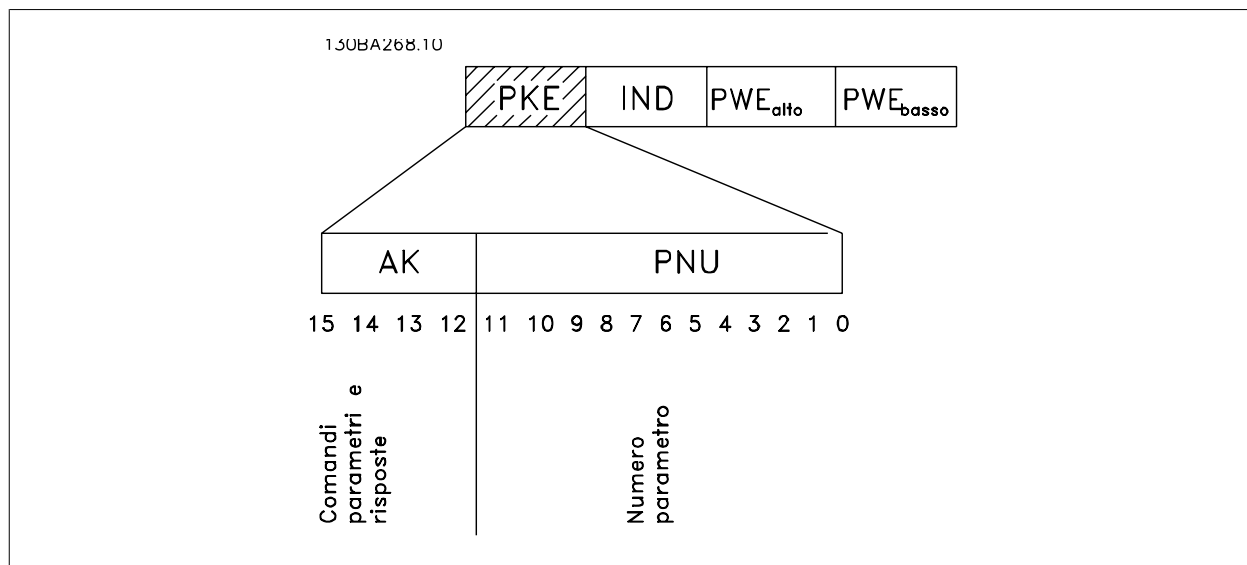 130BA268.10
PKE IND PWEalto PWEbasso
AK PNU
15 14 13 12 11 10 9 8 7 6 5 4 3 2 1 0
Comandi
parametri e
risposte
Numero
parametro